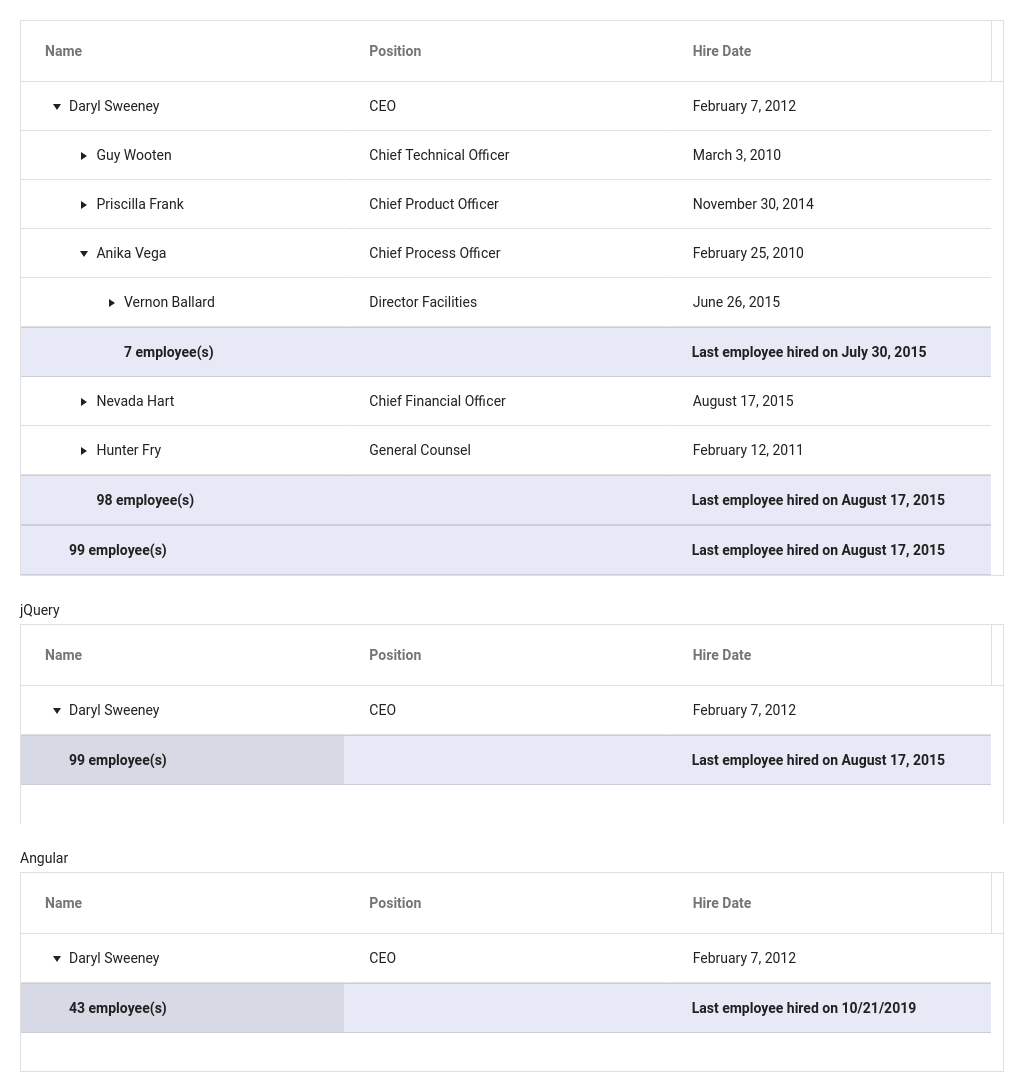 Name Position Hire Date
Daryl Sweeney CEO February 7, 2012
Guy Wooten Chief Technical Officer March 3, 2010
Priscilla Frank Chief Product Officer November 30, 2014
Anika Vega Chief Process Officer February 25, 2010
Vernon Ballard Director Facilities June 26, 2015
7 employee(s) Last employee hired on July 30, 2015
Nevada Hart Chief Financial Officer August 17, 2015
Hunter Fry General Counsel February 12, 2011
98 employee(s) Last employee hired on August 17, 2015
99 employee(s) Last employee hired on August 17, 2015
jQuery
Name Position Hire Date
Daryl Sweeney CEO February 7, 2012
99 employee(s) Last employee hired on August 17, 2015
Angular
Name Position Hire Date
Daryl Sweeney CEO February 7, 2012
43 employee(s) Last employee hired on 10/21/2019